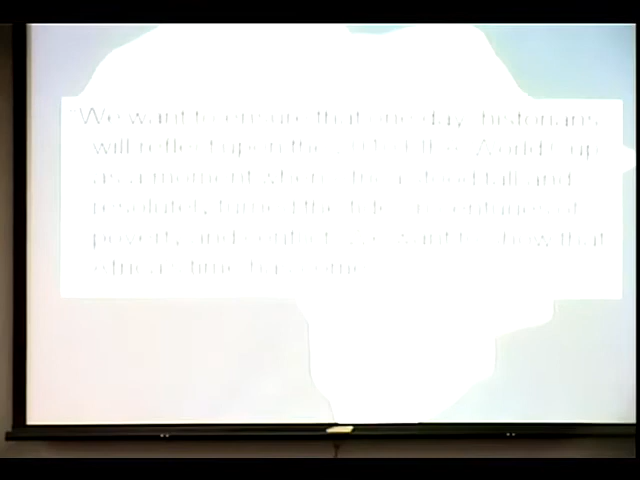 "We want to ensure that one day, historians
will reflect upon the 2010 World Cup
as a moment when Africa stood tall and
resolutely turned the tide on centuries of
poverty and conflict. We want to show that
Africa's time has come